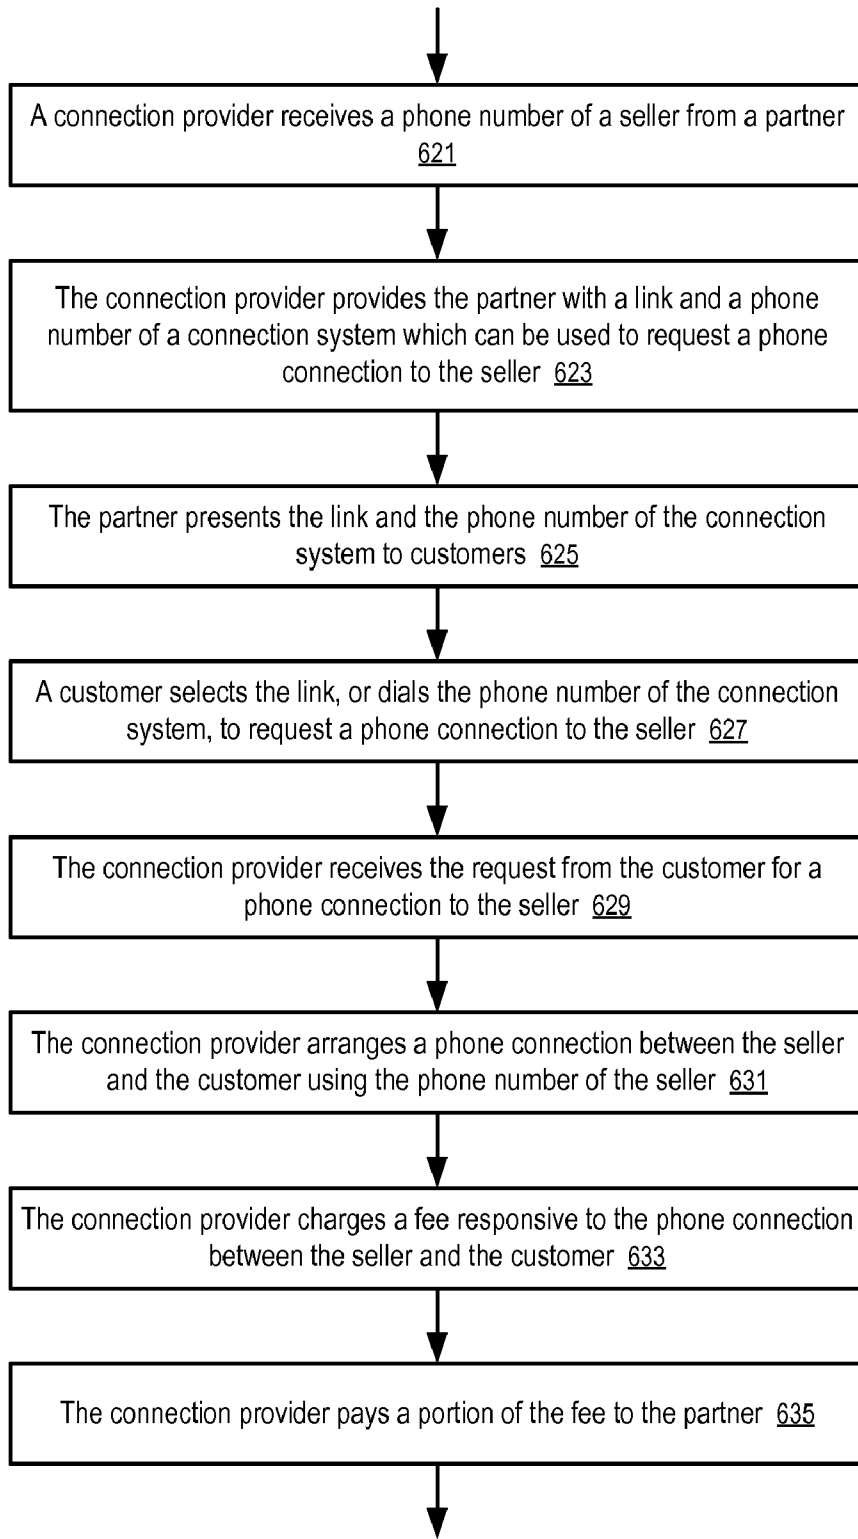 A connection provider receives a phone number of a seller from a partner
621
The connection provider provides the partner with a link and a phone
number of a connection system which can be used to request a phone
connection to the seller 623
The partner presents the link and the phone number of the connection
system to customers 625
A customer selects the link, or dials the phone number of the connection
system, to request a phone connection to the seller 627
The connection provider receives the request from the customer for a
phone connection to the seller 629
The connection provider arranges a phone connection between the seller
and the customer using the phone number of the seller 631
The connection provider charges a fee responsive to the phone connection
between the seller and the customer 633
The connection provider pays a portion of the fee to the partner 635